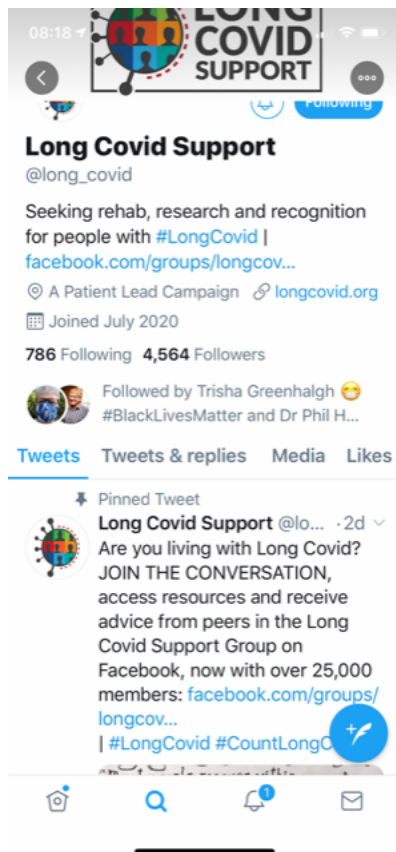 LONG
08:18
COVID
SUPPORT
Following
Long Covid Support
@long_covid
Seeking rehab, research and recognition
for people with #LongCovid |
facebook.com/groups/longcov...
A Patient Lead Campaign longcovid.org
Joined July 2020
786 Following 4,564 Followers
Followed by Trisha Greenhalgh 😷
#BlackLivesMatter and Dr Phil H...
Tweets Tweets & replies Media Likes
Pinned Tweet
Long Covid Support @lo... · 2d
Are you living with Long Covid?
JOIN THE CONVERSATION,
access resources and receive
advice from peers in the Long
Covid Support Group on
Facebook, now with over 25,000
members: facebook.com/groups/
longcov...
| #LongCovid #CountLongC
1